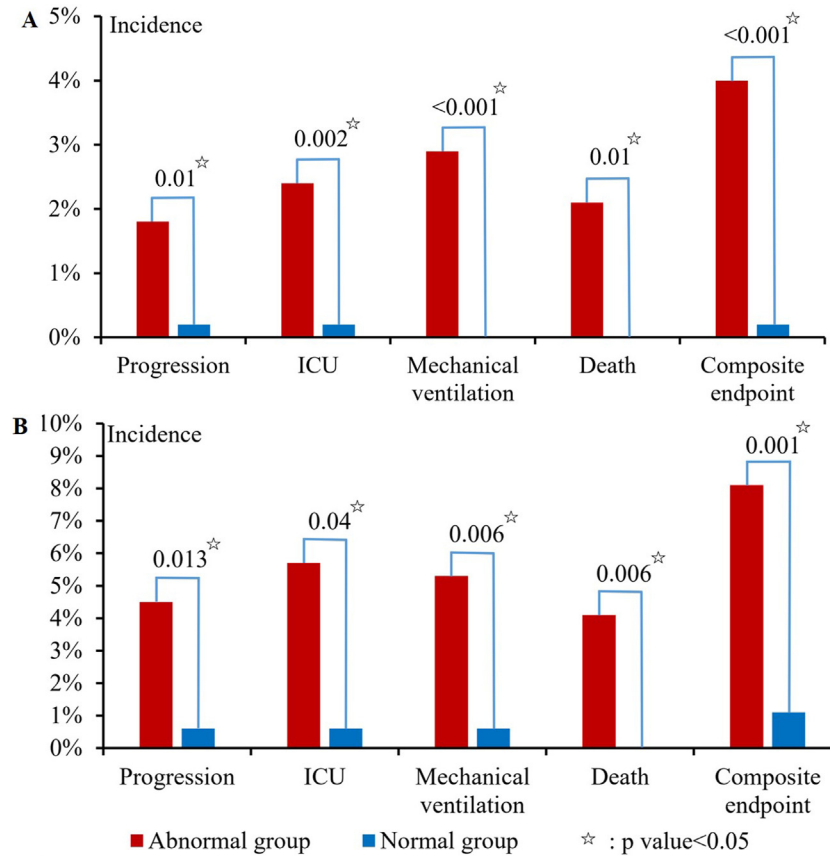 A
Incidence
5%
4%
3%
2%
1%
0%
0.01☆
0.002☆
<0.001☆
0.01☆
<0.001☆
Progression
ICU
Mechanical
ventilation
Death
Composite
endpoint
B
Incidence
10%
9%
8%
7%
6%
5%
4%
3%
2%
1%
0%
0.013☆
0.04☆
0.006☆
0.006☆
0.001☆
Progression
ICU
Mechanical
ventilation
Death
Composite
endpoint
Abnormal group
Normal group
☆ : p value<0.05